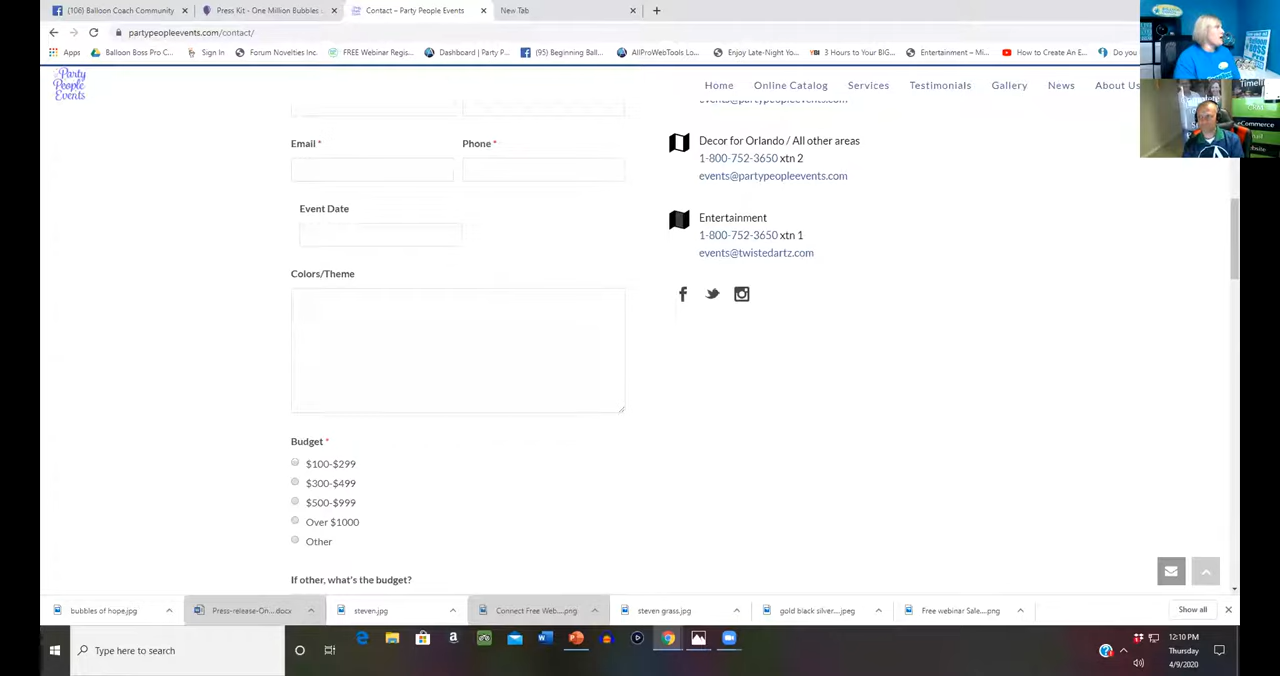 (106) Balloon Coach Community
Press Kit - One Million Bubbles
Contact – Party People Events
New Tab
partypeopleevents.com/contact/
Apps
Balloon Boss Pro C...
Sign In
Forum Novelties Inc.
FREE Webinar Regis...
Dashboard | Party P...
(95) Beginning Ball...
AllProWebTools Lo...
Enjoy Late-Night Yo...
3 Hours to Your BIG...
Entertainment – Mi...
How to Create An E...
Do you
Party
People
Events
Home
Online Catalog
Services
Testimonials
Gallery
News
About Us
events@partypeopleevents.com
Email *
Phone *
Decor for Orlando / All other areas
1-800-752-3650 xtn 2
events@partypeopleevents.com
Event Date
Entertainment
1-800-752-3650 xtn 1
events@twistedartz.com
Colors/Theme
Budget *
$100-$299
$300-$499
$500-$999
Over $1000
Other
If other, what's the budget?
bubbles of hope.jpg
Press-release-On....docx
steven.jpg
Connect Free Web....png
steven grass.jpg
gold black silver....jpeg
Free webinar Sale....png
Show all
Type here to search
12:10 PM
Thursday
4/9/2020
eCommerce